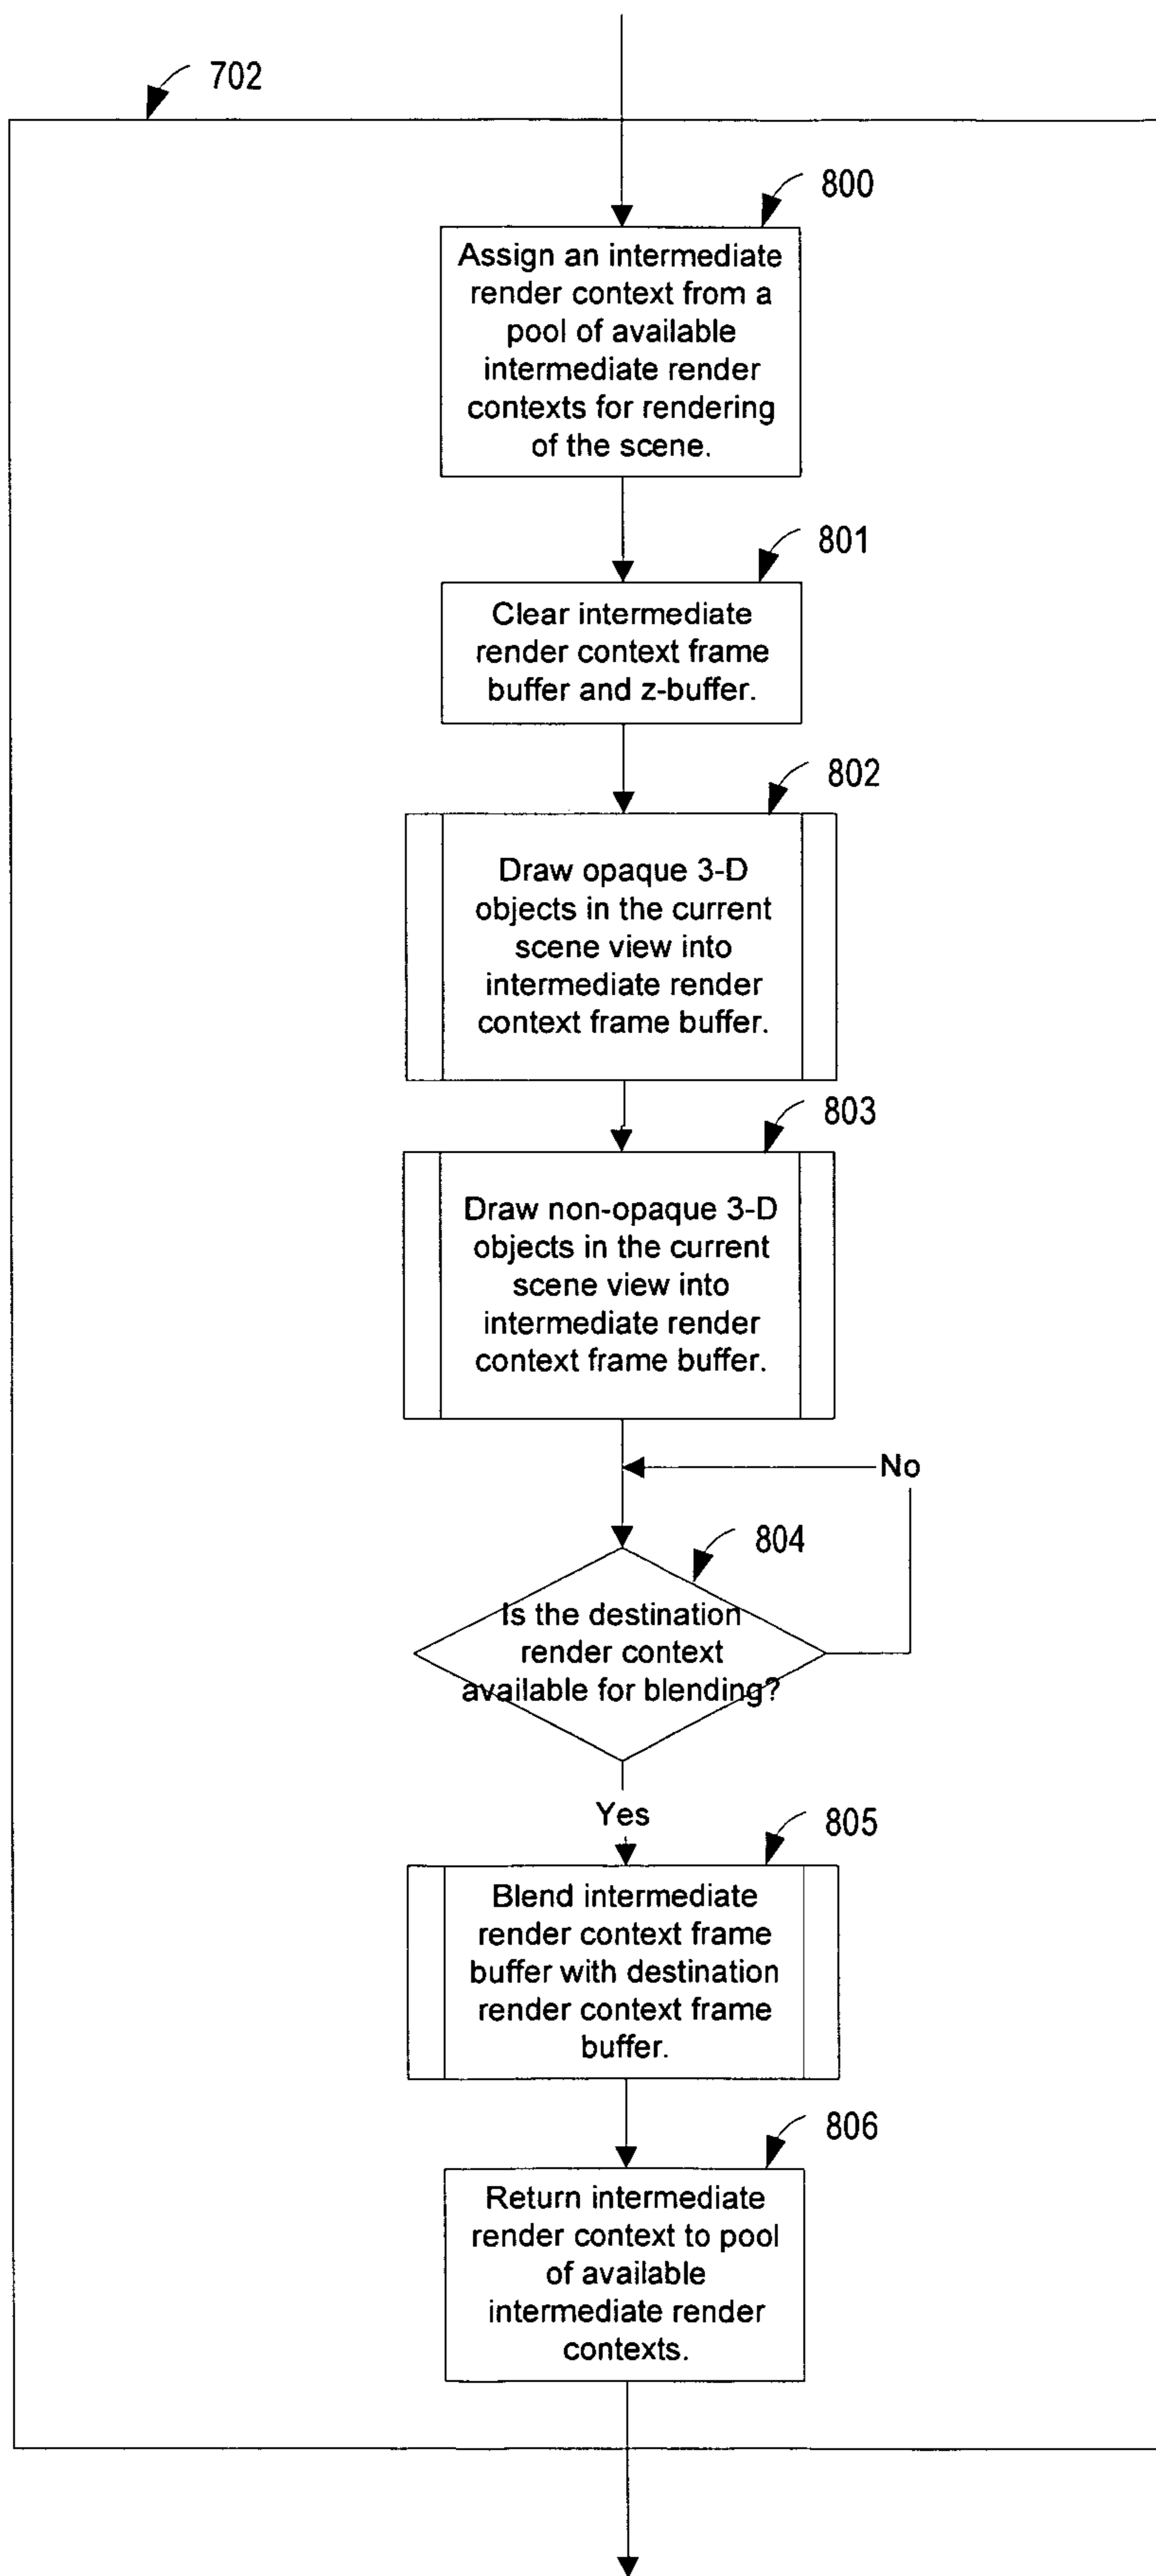 702
800
Assign an intermediate
render context from a
pool of available
intermediate render
contexts for rendering
of the scene.
801
Clear intermediate
render context frame
buffer and z-buffer.
802
Draw opaque 3-D
objects in the current
scene view into
intermediate render
context frame buffer.
803
Draw non-opaque 3-D
objects in the current
scene view into
intermediate render
context frame buffer.
No
804
Is the destination
render context
available for blending?
Yes
805
Blend intermediate
render context frame
buffer with destination
render context frame
buffer.
806
Return intermediate
render context to pool
of available
intermediate render
contexts.